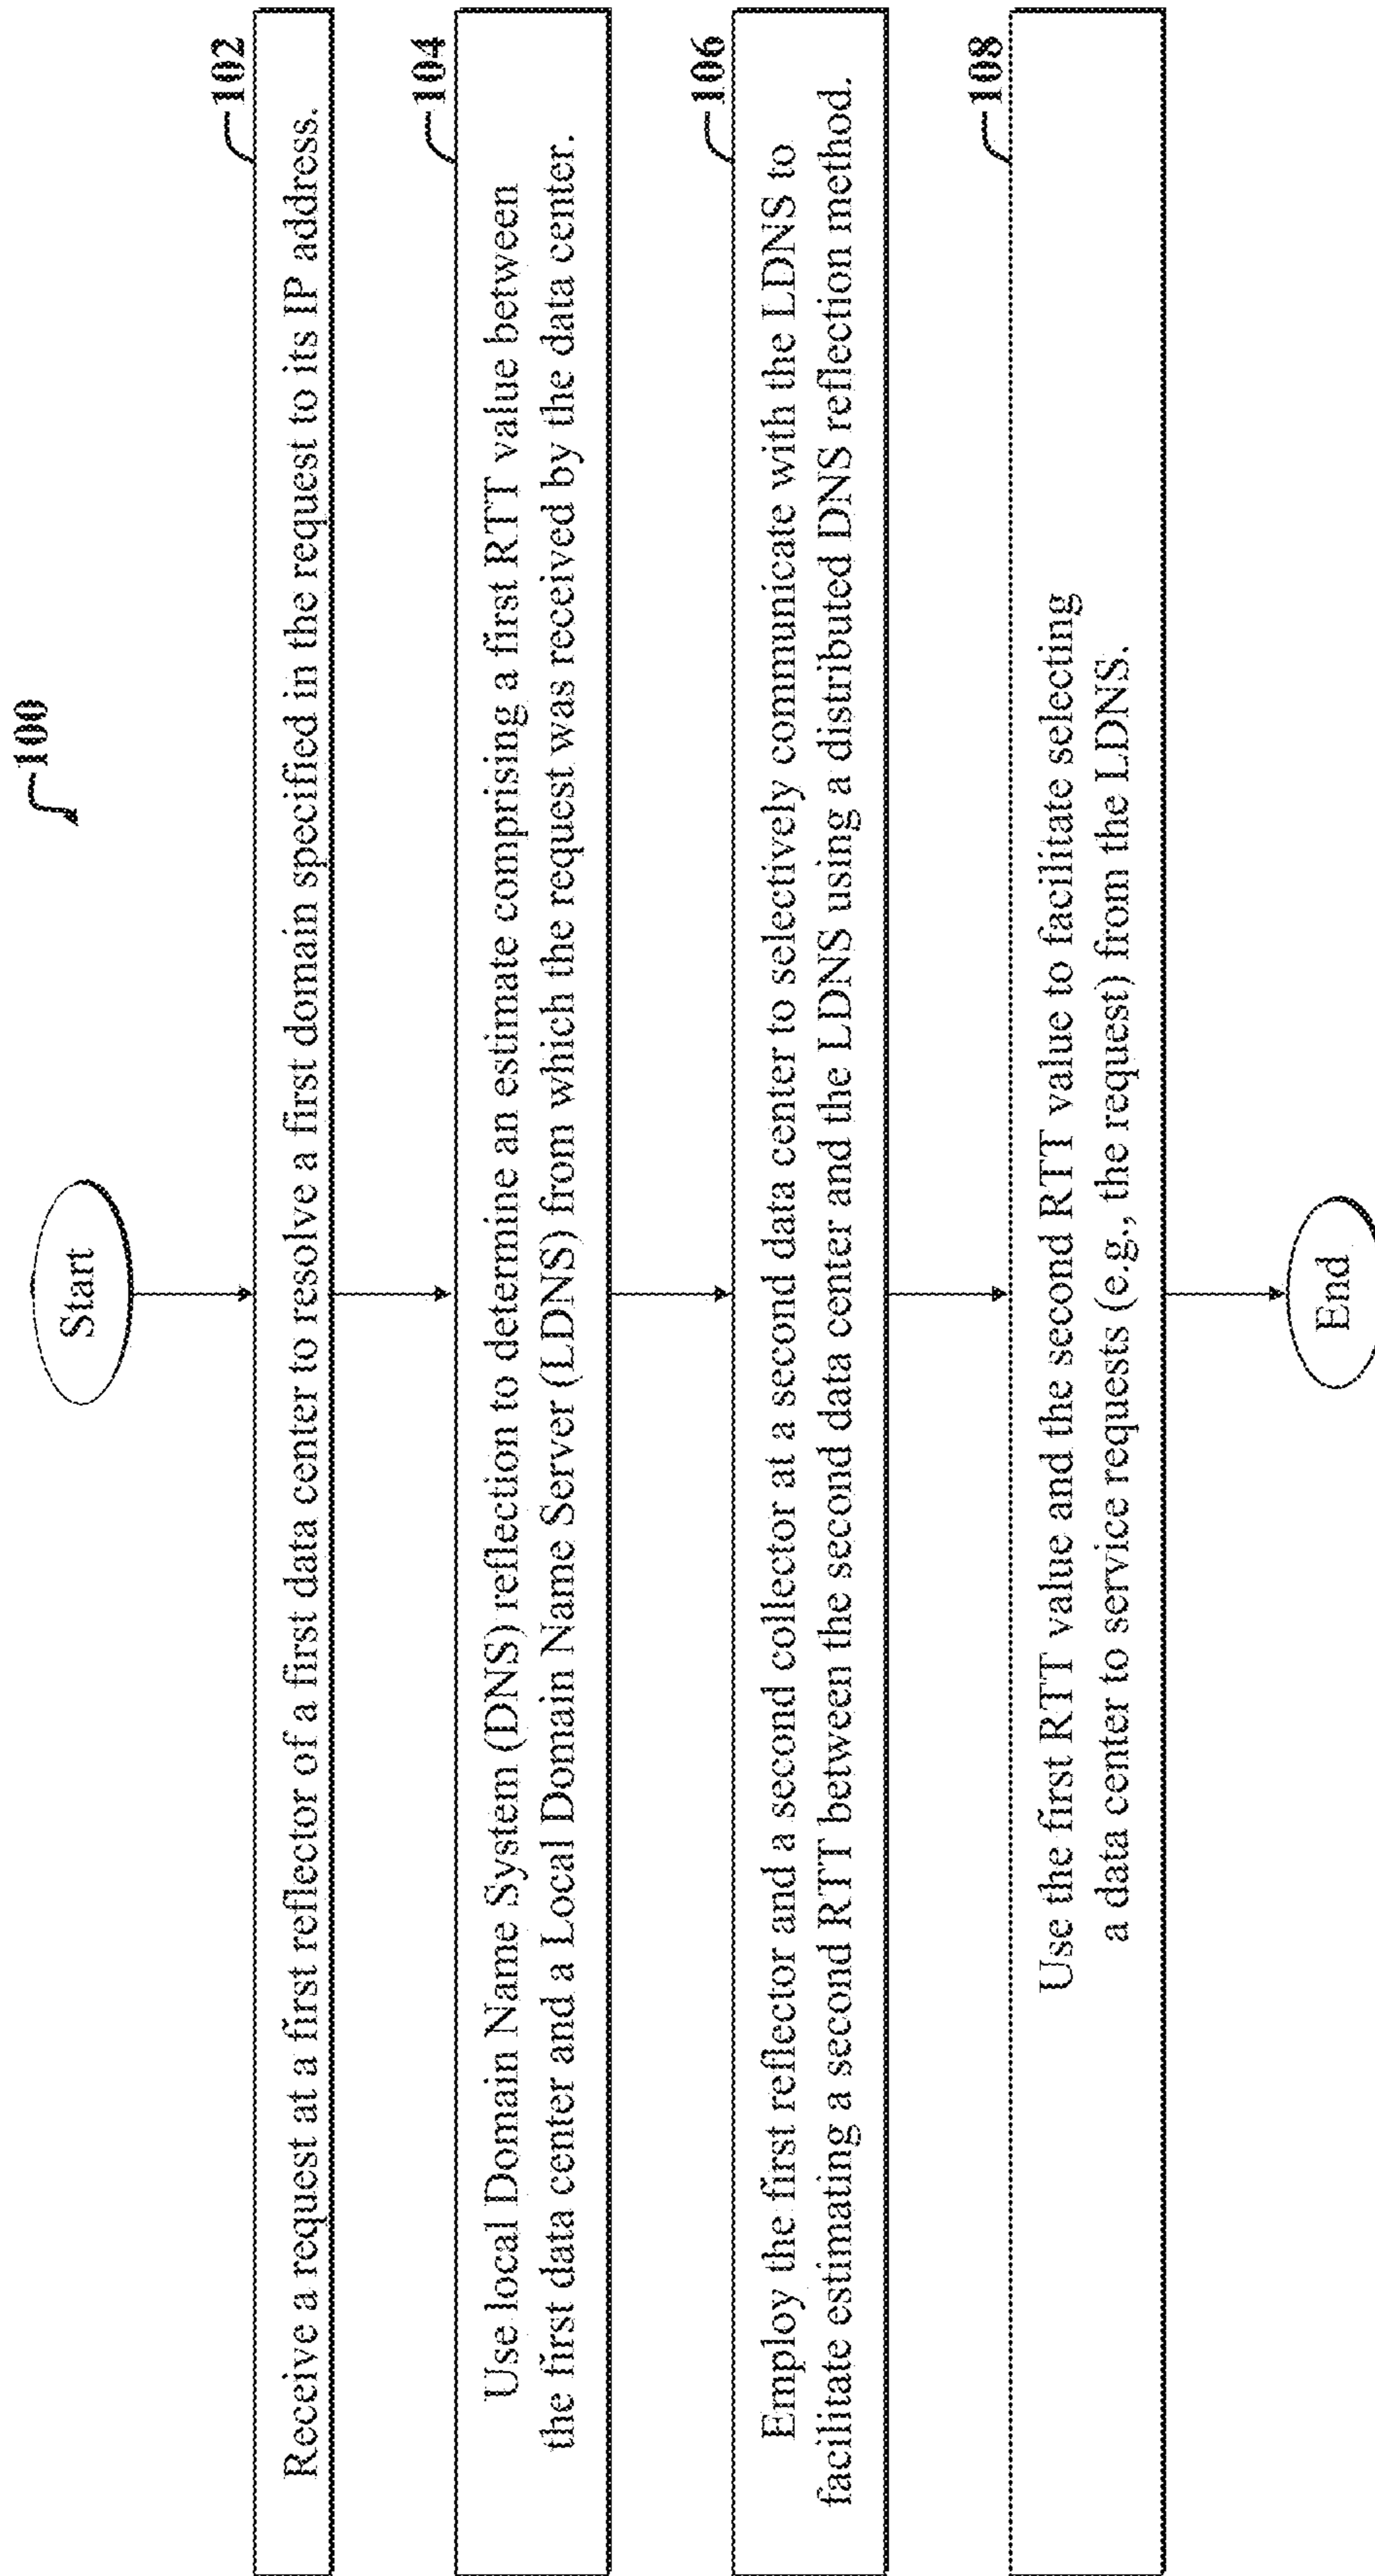 100
Start
102
Receive a request at a first reflector of a first data center to resolve a first domain specified in the request to its IP address.
104
Use local Domain Name System (DNS) reflection to determine an estimate comprising a first RTT value between
the first data center and a Local Domain Name Server (LDNS) from which the request was received by the data center.
106
Employ the first reflector and a second collector at a second data center to selectively communicate with the LDNS to
facilitate estimating a second RTT between the second data center and the LDNS using a distributed DNS reflection method.
108
Use the first RTT value and the second RTT value to facilitate selecting
a data center to service requests (e.g., the request) from the LDNS.
End